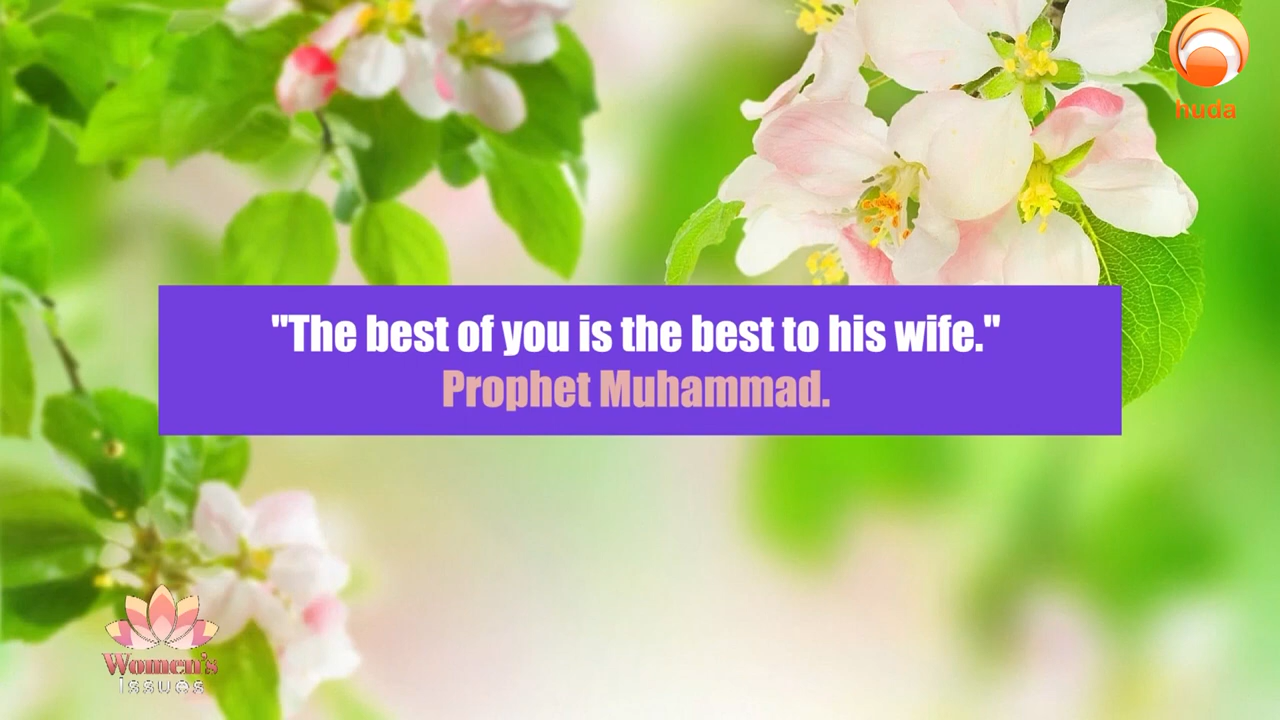 huda
"The best of you is the best to his wife."
Prophet Muhammad.
Women's
issues